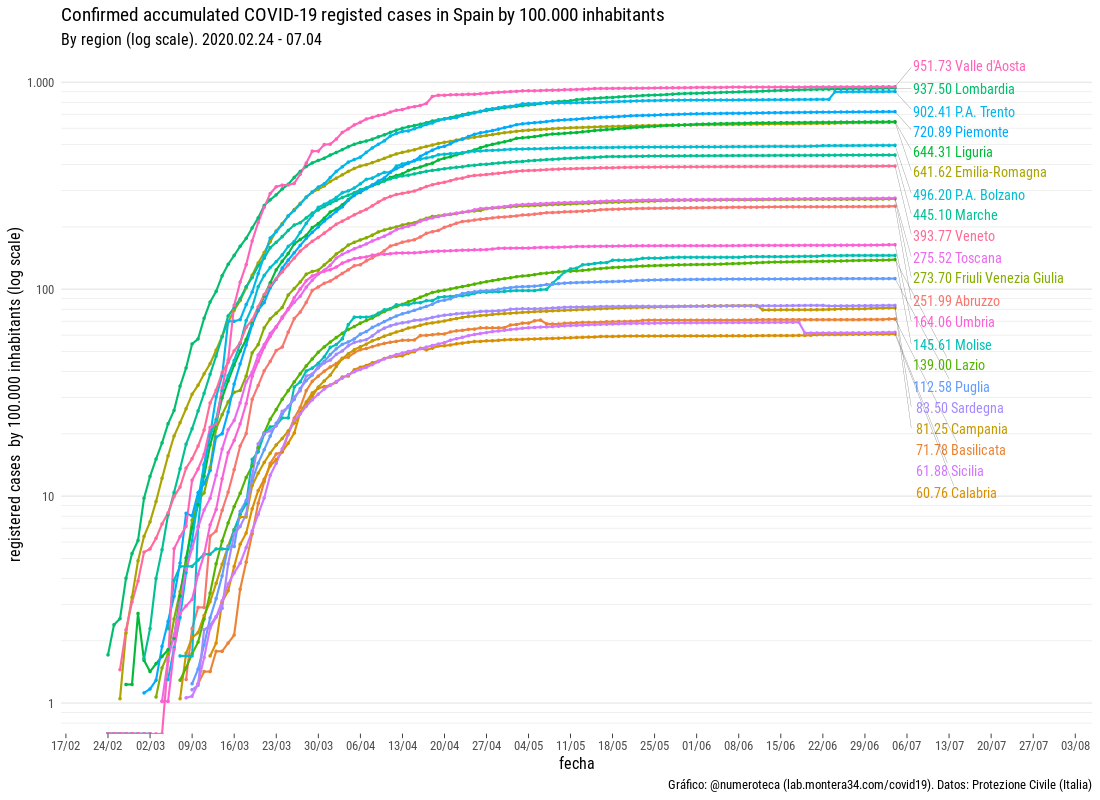 Confirmed accumulated COVID-19 registed cases in Spain by 100.000 inhabitants
By region (log scale). 2020.02.24 - 07.04
registered cases by 100.000 inhabitants (log scale)
1.000
100
10
1
951.73 Valle d'Aosta
937.50 Lombardia
902.41 P.A. Trento
720.89 Piemonte
644.31 Liguria
641.62 Emilia-Romagna
496.20 P.A. Bolzano
445.10 Marche
393.77 Veneto
275.52 Toscana
273.70 Friuli Venezia Giulia
251.99 Abruzzo
164.06 Umbria
145.61 Molise
139.00 Lazio
112.58 Puglia
83.50 Sardegna
81.25 Campania
71.78 Basilicata
61.88 Sicilia
60.76 Calabria
17/02 24/02 02/03 09/03 16/03 23/03 30/03 06/04 13/04 20/04 27/04 04/05 11/05 18/05 25/05 01/06 08/06 15/06 22/06 29/06 06/07 13/07 20/07 27/07 03/08
fecha
Gráfico: @numeroteca (lab.montera34.com/covid19). Datos: Protezione Civile (Italia)